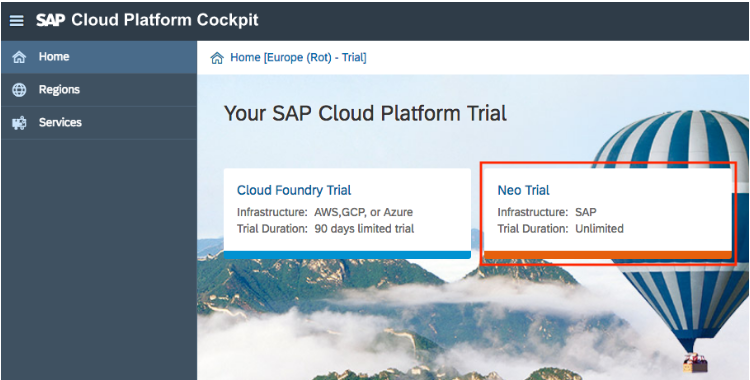 SAP Cloud Platform Cockpit
Home
Regions
Services
Home [Europe (Rot) - Trial]
Your SAP Cloud Platform Trial
Cloud Foundry Trial
Infrastructure: AWS,GCP, or Azure
Trial Duration: 90 days limited trial
Neo Trial
Infrastructure: SAP
Trial Duration: Unlimited